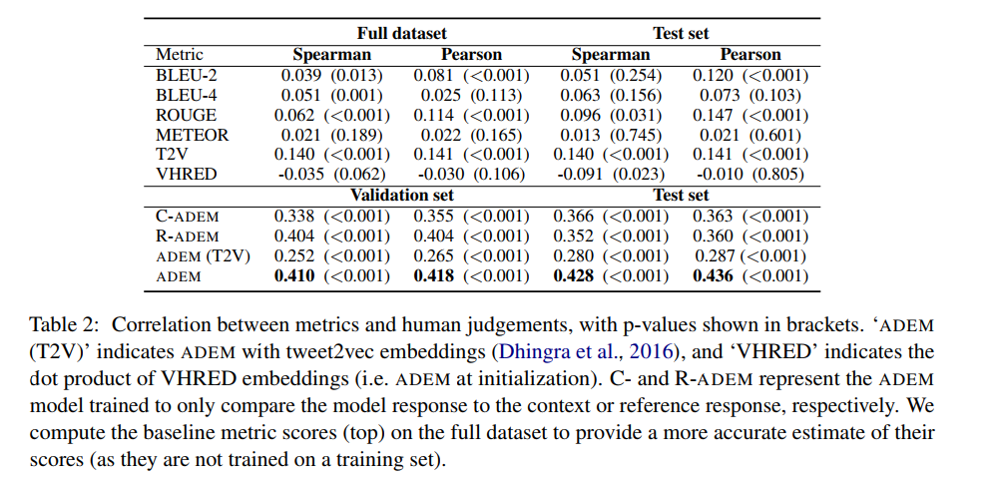 Full dataset Test set
Metric Spearman Pearson Spearman Pearson
BLEU-2 0.039 (0.013) 0.081 (<0.001) 0.051 (0.254) 0.120 (<0.001)
BLEU-4 0.051 (0.001) 0.025 (0.113) 0.063 (0.156) 0.073 (0.103)
ROUGE 0.062 (<0.001) 0.114 (<0.001) 0.096 (0.031) 0.147 (<0.001)
METEOR 0.021 (0.189) 0.022 (0.165) 0.013 (0.745) 0.021 (0.601)
T2V 0.140 (<0.001) 0.141 (<0.001) 0.140 (<0.001) 0.141 (<0.001)
VHRED -0.035 (0.062) -0.030 (0.106) -0.091 (0.023) -0.010 (0.805)
Validation set Test set
C-ADEM 0.338 (<0.001) 0.355 (<0.001) 0.366 (<0.001) 0.363 (<0.001)
R-ADEM 0.404 (<0.001) 0.404 (<0.001) 0.352 (<0.001) 0.360 (<0.001)
ADEM (T2V) 0.252 (<0.001) 0.265 (<0.001) 0.280 (<0.001) 0.287 (<0.001)
ADEM 0.410 (<0.001) 0.418 (<0.001) 0.428 (<0.001) 0.436 (<0.001)
Table 2: Correlation between metrics and human judgements, with p-values shown in brackets. ‘ADEM
(T2V)’ indicates ADEM with tweet2vec embeddings (Dhingra et al., 2016), and ‘VHRED’ indicates the
dot product of VHRED embeddings (i.e. ADEM at initialization). C- and R-ADEM represent the ADEM
model trained to only compare the model response to the context or reference response, respectively. We
compute the baseline metric scores (top) on the full dataset to provide a more accurate estimate of their
scores (as they are not trained on a training set).